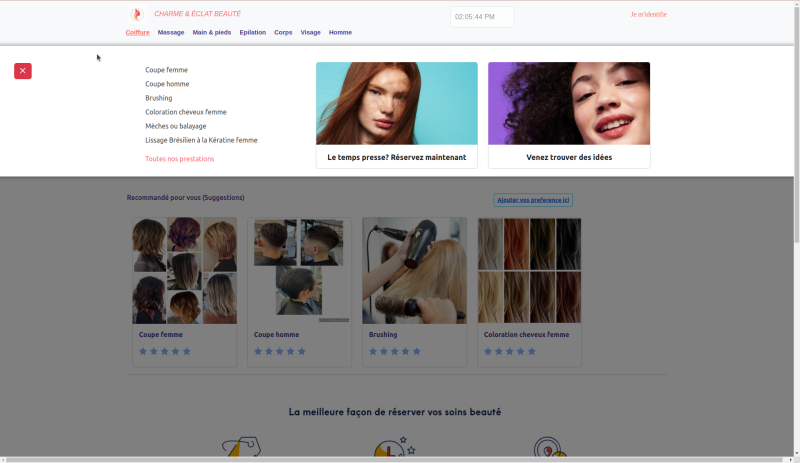 CHARME & ÉCLAT BEAUTÉ
02:05:44 PM
Je m'identifie
Coiffure Massage Main & pieds Epilation Corps Visage Homme
Coupe femme
Coupe homme
Brushing
Coloration cheveux femme
Mèches ou balayage
Lissage Brésilien à la Kératine femme
Toutes nos prestations
Le temps presse? Réservez maintenant
Venez trouver des idées
Recommandé pour vous (Suggestions)
Ajouter vos preference ici
Coupe femme
Coupe homme
Brushing
Coloration cheveux femme
La meilleure façon de réserver vos soins beauté